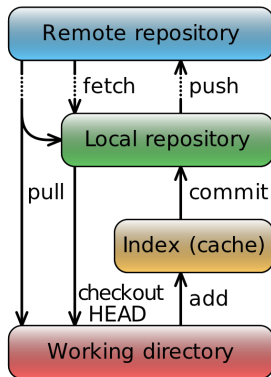 Remote repository
fetch
push
Local repository
pull
commit
Index (cache)
checkout
HEAD
add
Working directory